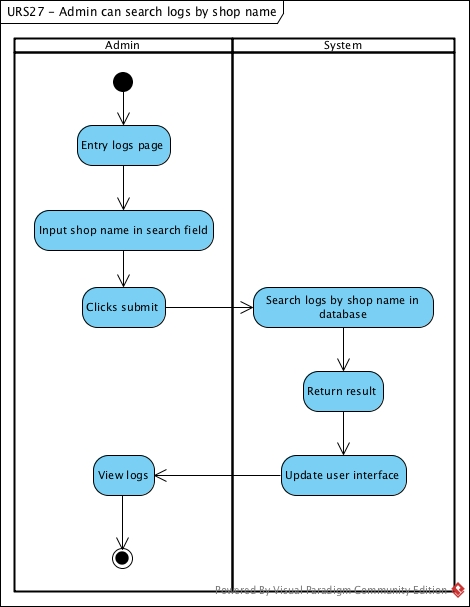 URS27 - Admin can search logs by shop name
Admin
System
Entry logs page
Input shop name in search field
Clicks submit
Search logs by shop name in
database
Return result
Update user interface
View logs
Powered By Visual Paradigm Community Edition